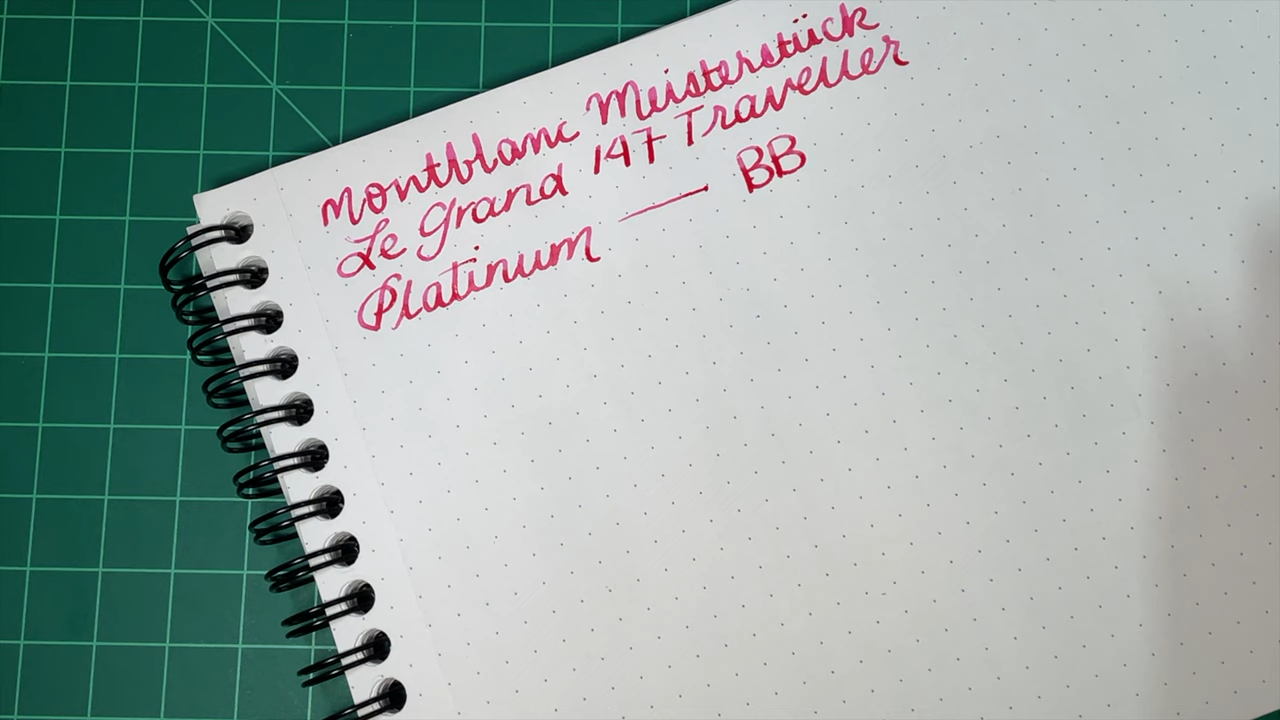 Montblanc Meisterstück
Le Grand 147 Traveller
Platinum — BB